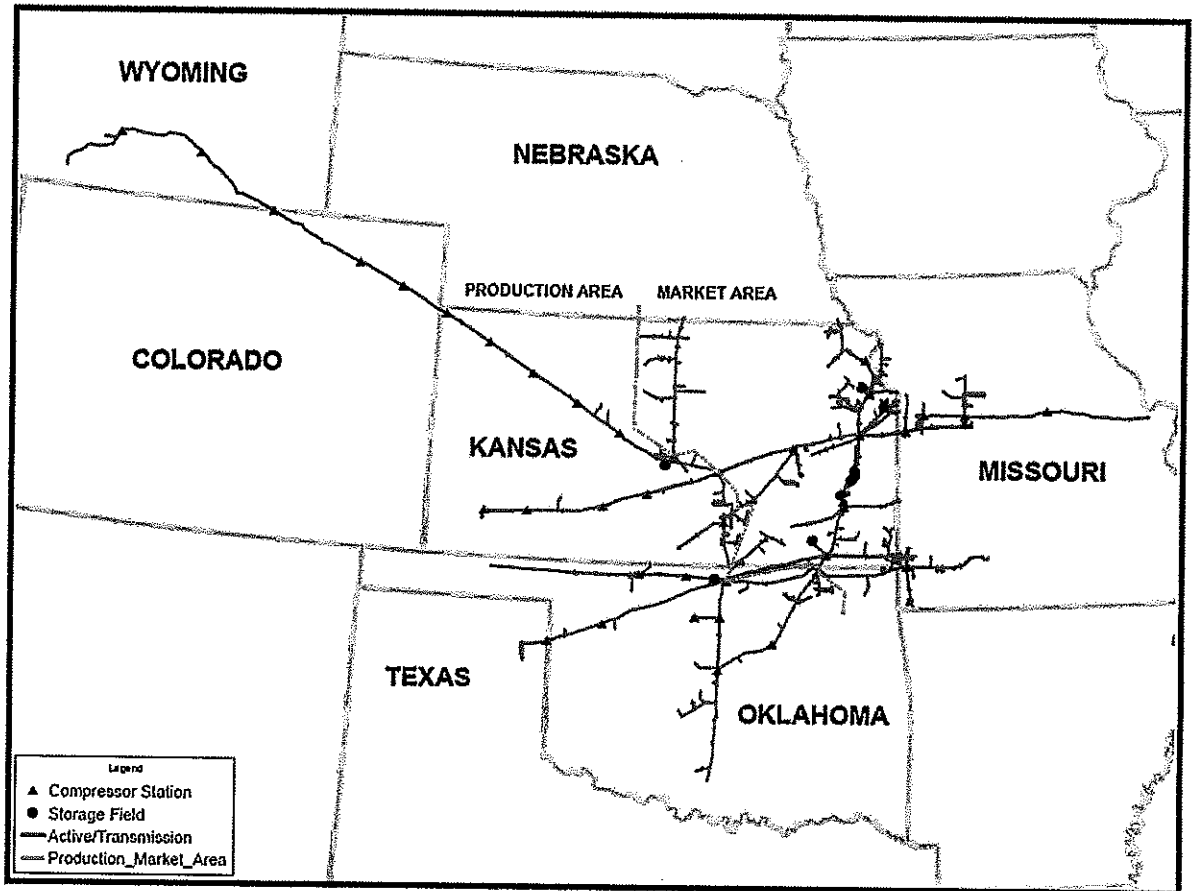 WYOMING
NEBRASKA
PRODUCTION AREA MARKET AREA
COLORADO
KANSAS
MISSOURI
TEXAS
OKLAHOMA
Legend
Compressor Station
Storage Field
Active/Transmission
Production_Market_Area